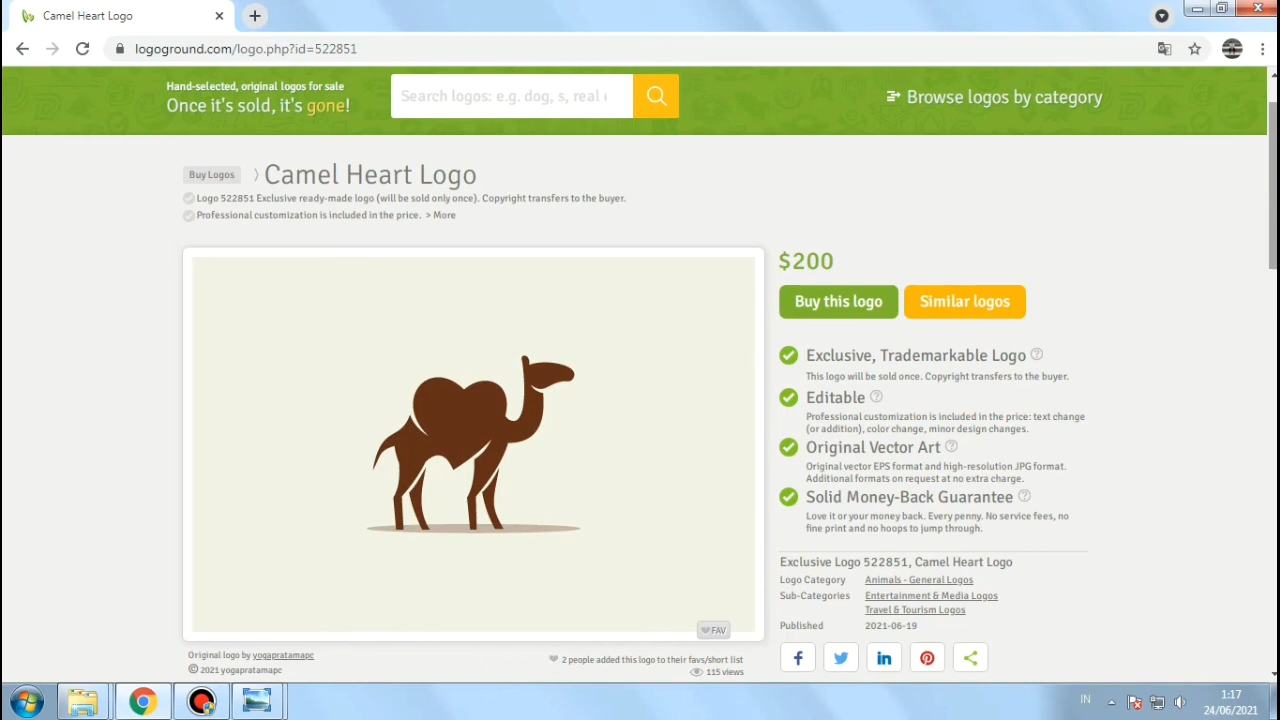 Camel Heart Logo
logoground.com/logo.php?id=522851
Hand-selected, original logos for sale
Once it's sold, it's gone!
Search logos: e.g. dog, s, real
Browse logos by category
Buy Logos
Camel Heart Logo
Logo 522851 Exclusive ready-made logo (will be sold only once). Copyright transfers to the buyer.
Professional customization is included in the price. > More
$200
Buy this logo
Similar logos
Exclusive, Trademarkable Logo
This logo will be sold once. Copyright transfers to the buyer.
Editable
Professional customization is included in the price: text change
(or addition), color change, minor design changes.
Original Vector Art
Original vector EPS format and high-resolution JPG format.
Additional formats on request at no extra charge.
Solid Money-Back Guarantee
Love it or your money back. Every penny. No service fees, no
fine print and no hoops to jump through.
Exclusive Logo 522851, Camel Heart Logo
Logo Category Animals - General Logos
Sub-Categories Entertainment & Media Logos
Travel & Tourism Logos
Published 2021-06-19
FAV
Original logo by yogapratamapc
© 2021 yogapratamapc
2 people added this logo to their favs/short list
115 views
IN
1:17
24/06/2021